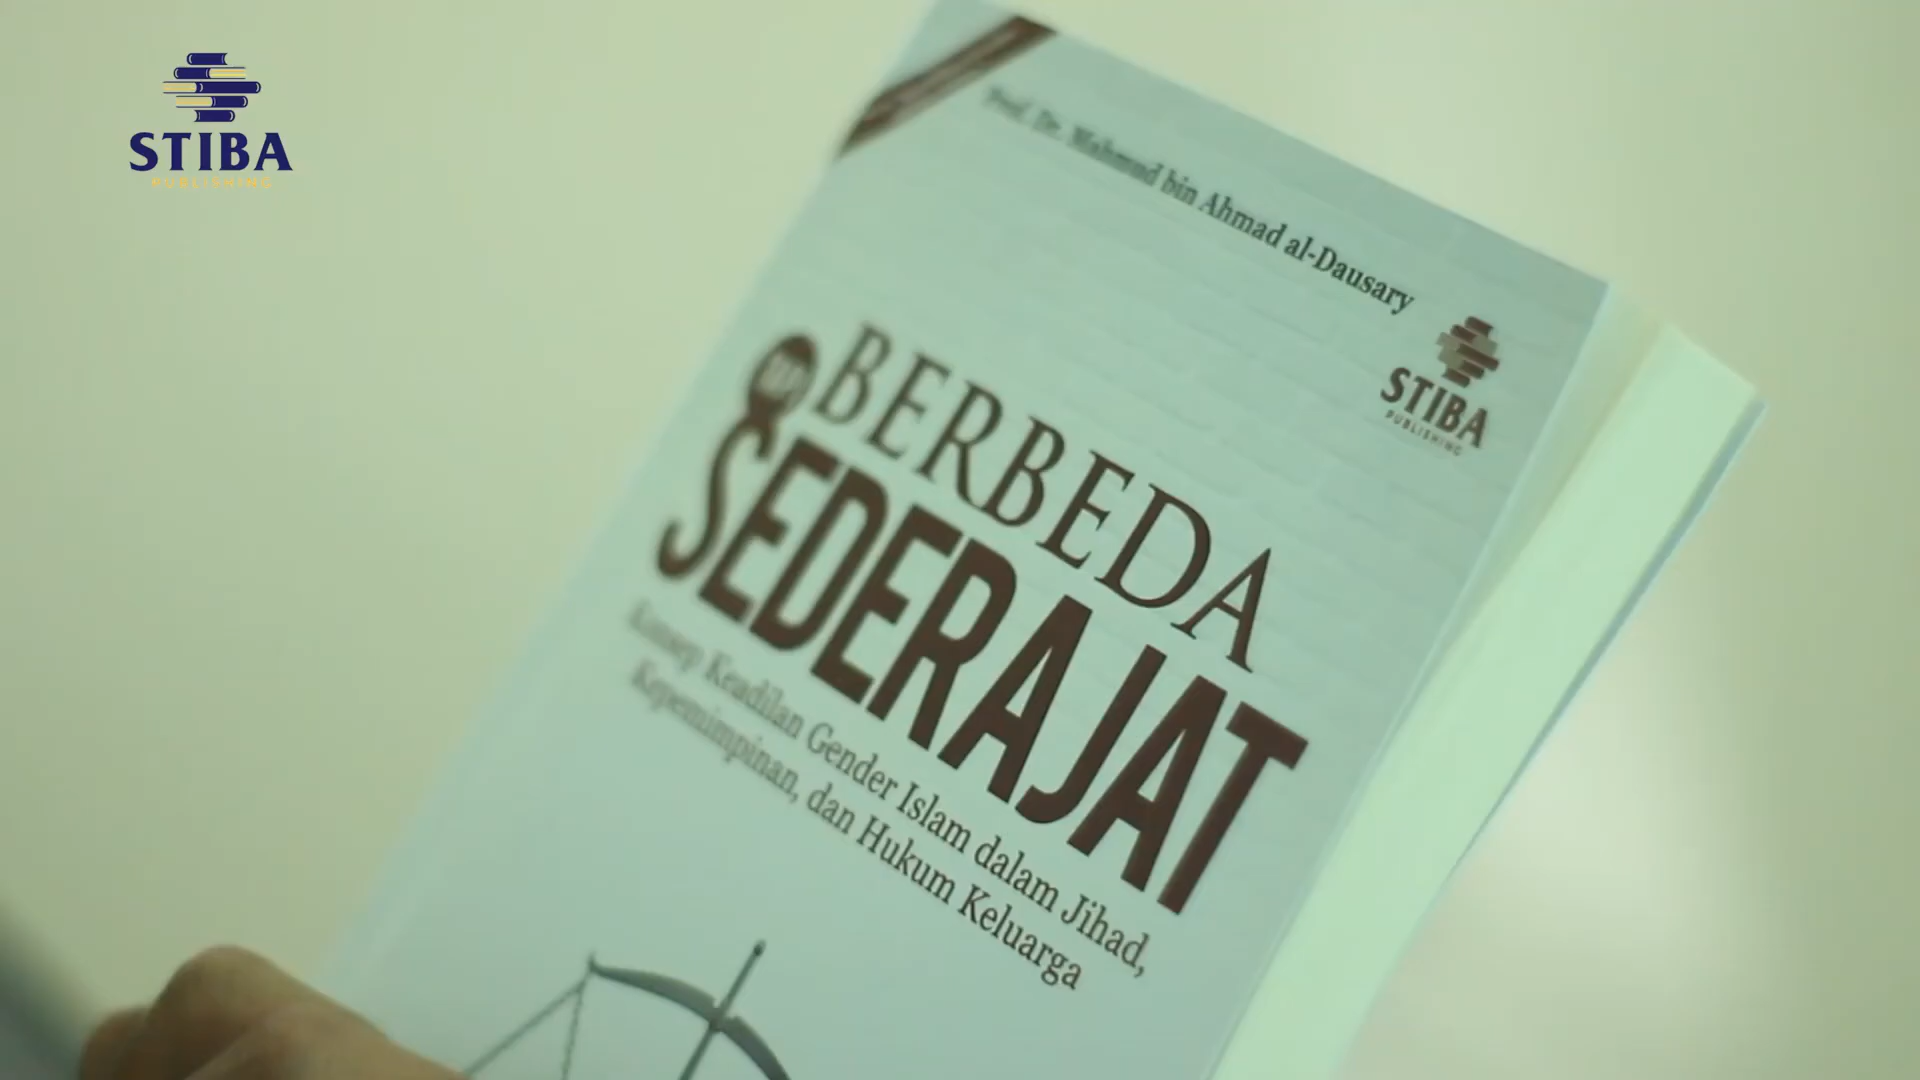 STIBA
PUBLISHING
Prof. Dr. Mahmud bin Ahmad al-Dausary
STIBA
PUBLISHING
BERBEDA
SEDERAJAT
Konsep Keadilan Gender Islam dalam Jihad,
Kepemimpinan, dan Hukum Keluarga